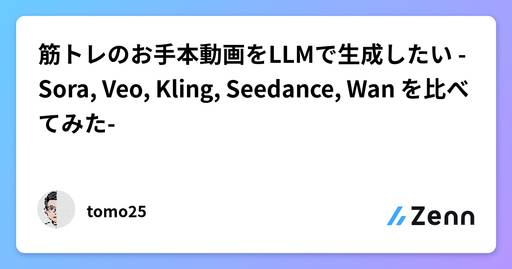 筋トレのお手本動画をLLMで生成したい -
Sora, Veo, Kling, Seedance, Wan を比べ
てみた-
tomo25
Zenn